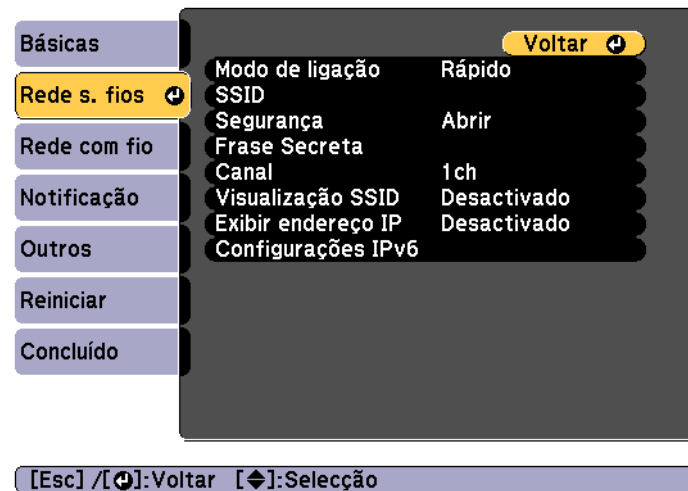 Básicas
Rede s. fios
Rede com fio
Notificação
Outros
Reiniciar
Concluído
Voltar
Modo de ligação Rápido
SSID
Segurança Abrir
Frase Secreta
Canal 1ch
Visualização SSID Desactivado
Exibir endereço IP Desactivado
Configurações IPv6
[Esc] /[⏎]:Voltar [◆]:Selecção